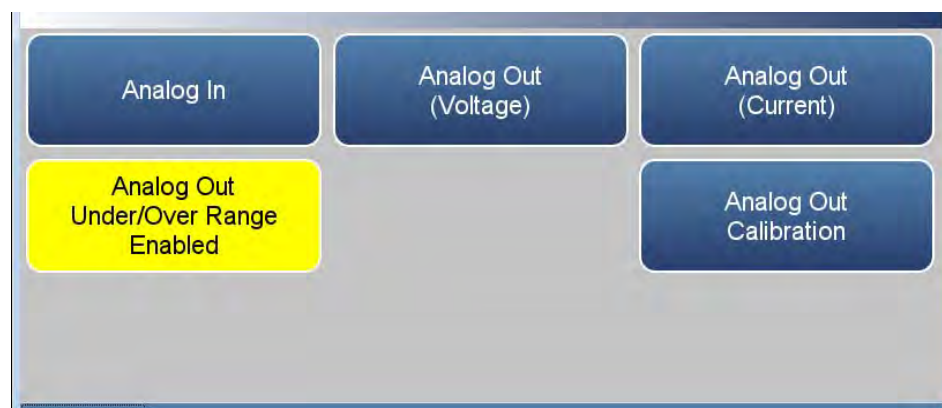 Analog In
Analog Out
(Voltage)
Analog Out
(Current)
Analog Out
Under/Over Range
Enabled
Analog Out
Calibration